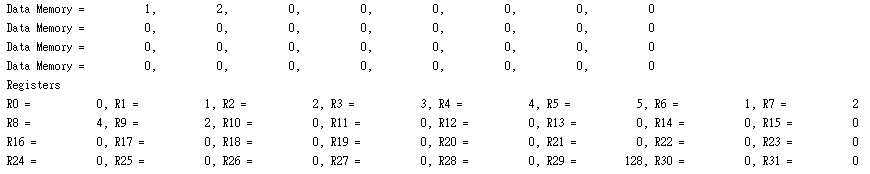 Data Memory = 1, 2, 0, 0, 0, 0, 0, 0
Data Memory = 0, 0, 0, 0, 0, 0, 0, 0
Data Memory = 0, 0, 0, 0, 0, 0, 0, 0
Data Memory = 0, 0, 0, 0, 0, 0, 0, 0
Registers
R0 = 0, R1 = 1, R2 = 2, R3 = 3, R4 = 4, R5 = 5, R6 = 1, R7 = 2
R8 = 4, R9 = 2, R10 = 0, R11 = 0, R12 = 0, R13 = 0, R14 = 0, R15 = 0
R16 = 0, R17 = 0, R18 = 0, R19 = 0, R20 = 0, R21 = 0, R22 = 0, R23 = 0
R24 = 0, R25 = 0, R26 = 0, R27 = 0, R28 = 0, R29 = 128, R30 = 0, R31 = 0